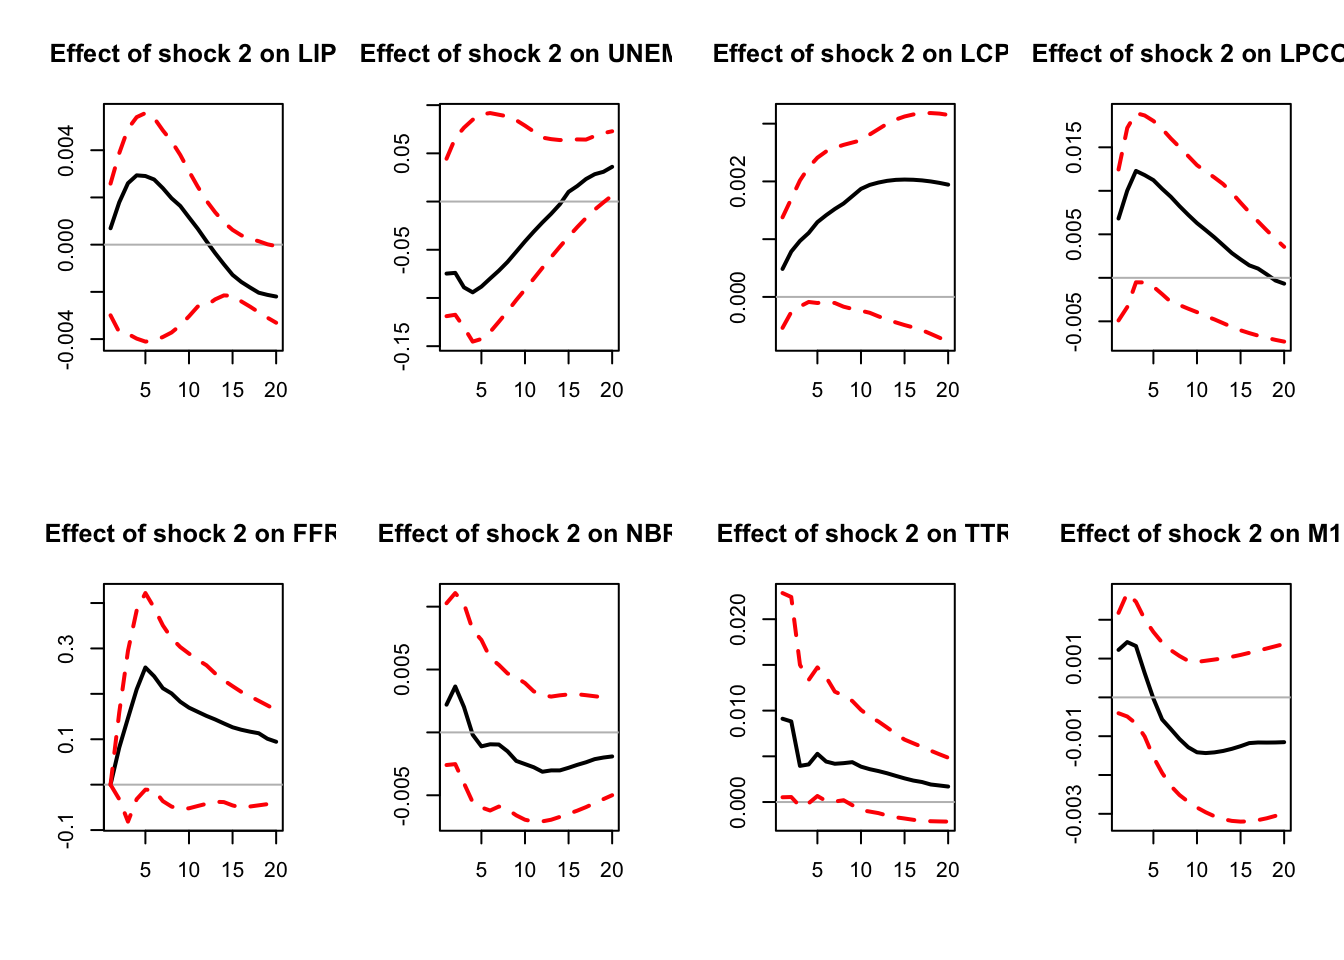 Effect of shock 2 on LIP
Effect of shock 2 on UNEM
Effect of shock 2 on LCP
Effect of shock 2 on LPCO
0.004
0.000
-0.004
5 10 15 20
0.05
-0.05
-0.15
5 10 15 20
0.002
0.000
5 10 15 20
0.015
0.005
-0.005
5 10 15 20
Effect of shock 2 on FFR
Effect of shock 2 on NBR
Effect of shock 2 on TTR
Effect of shock 2 on M1
0.3
0.1
-0.1
5 10 15 20
0.005
-0.005
5 10 15 20
0.020
0.010
0.000
5 10 15 20
0.001
-0.001
-0.003
5 10 15 20